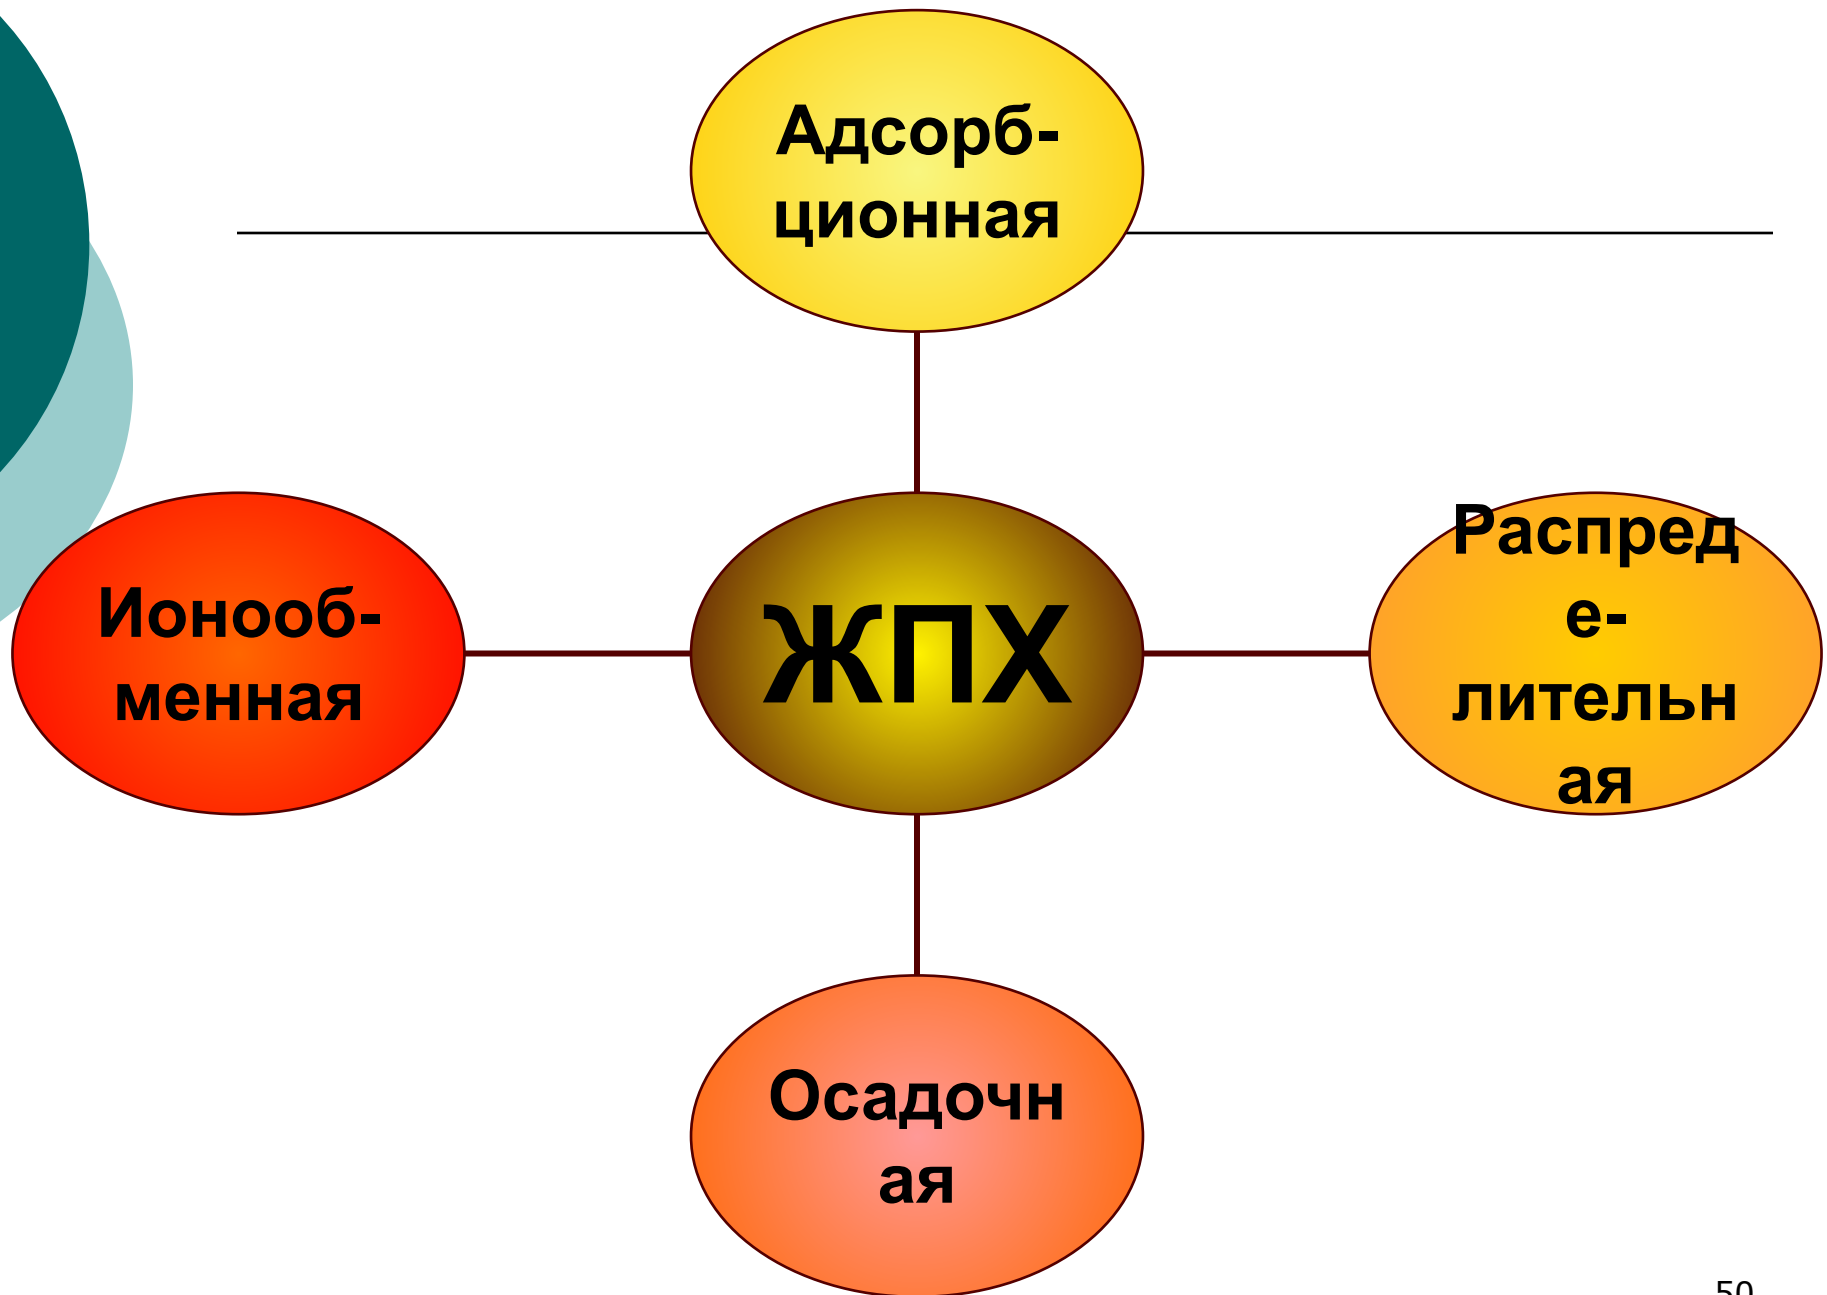 Адсорб-
ционная
Ионооб-
менная
ЖПХ
Распред
е-
лительн
ая
Осадочн
ая
50